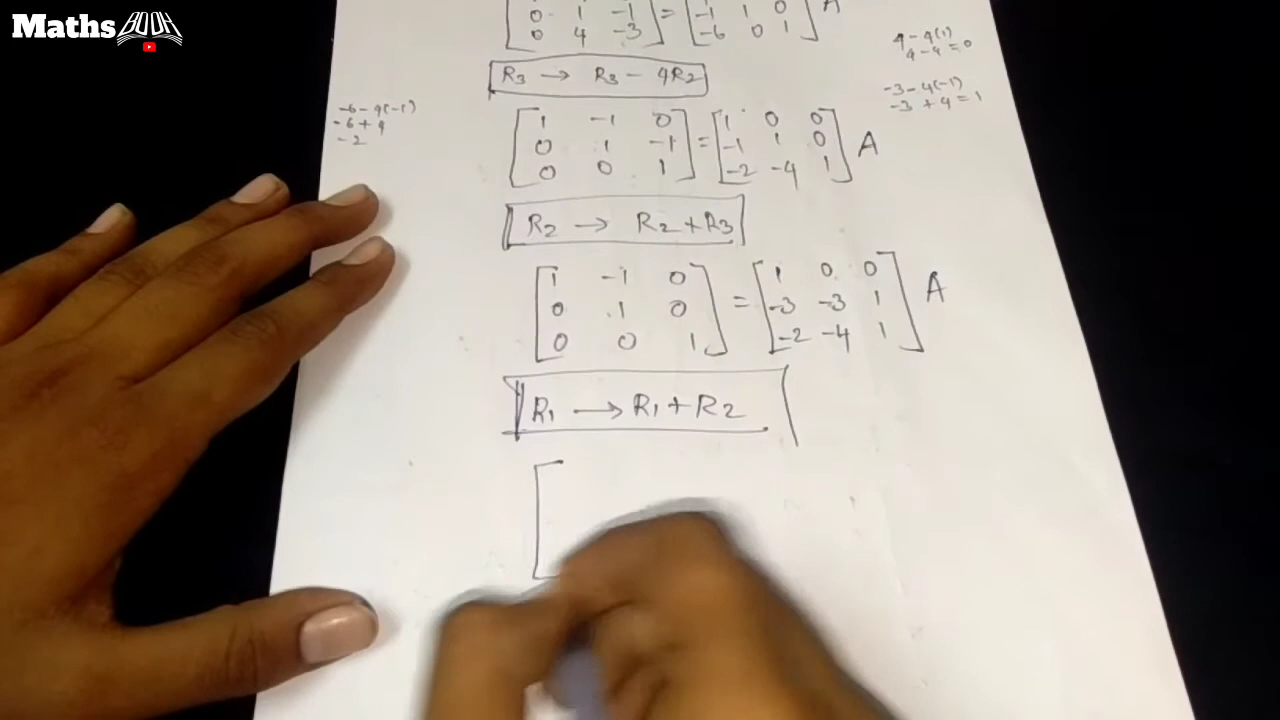 Maths BOOK
0 1 -1 = -1 1 0 A
0 4 -3 -6 0 1
4-4(1)
4-4=0
R3 → R3 - 4R2
-3-4(-1)
-3+4=1
-6-4(-1)
-6+4
-2
1 -1 0 1 0 0
0 1 -1 = -1 1 0 A
0 0 1 -2 -4 1
R2 → R2+R3
1 -1 0 1 0 0
0 1 0 = -3 -3 1 A
0 0 1 -2 -4 1
R1 → R1+R2